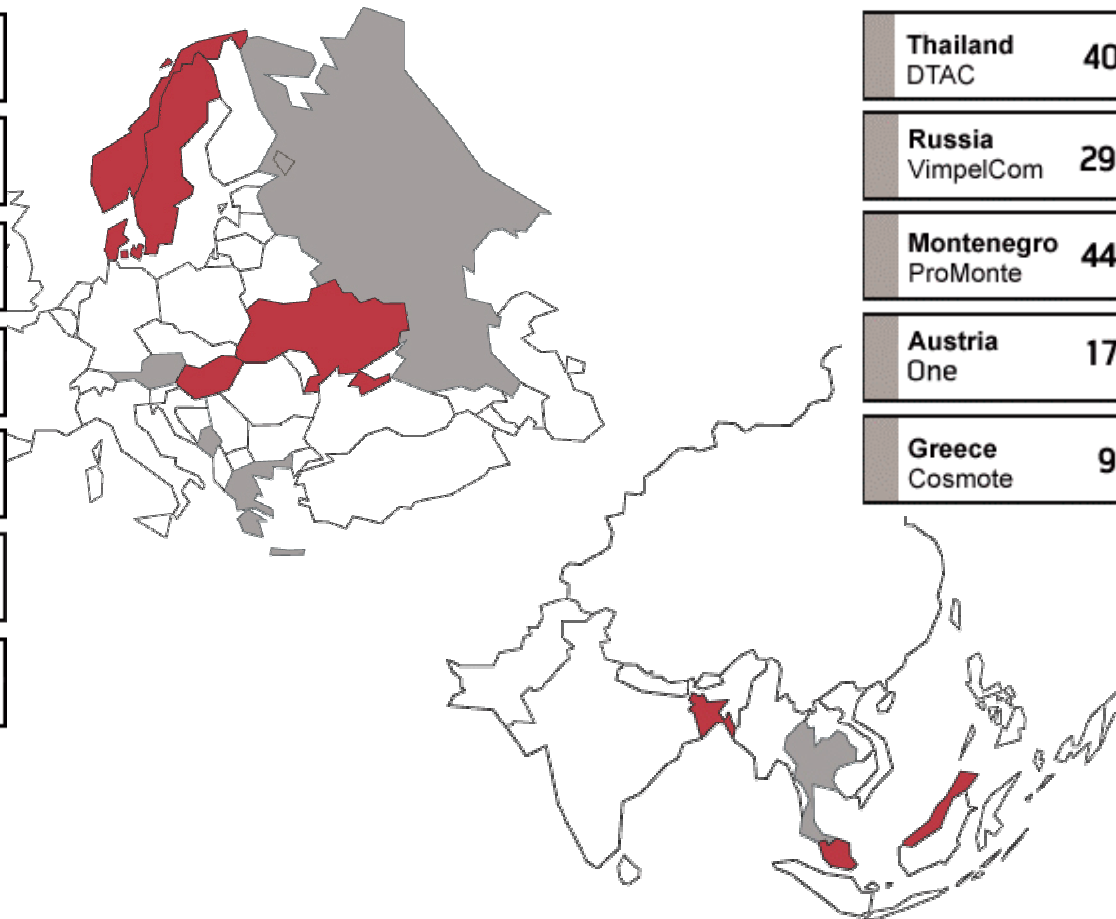 Thailand 40
DTAC
Russia 29
VimpelCom
Montenegro 44
ProMonte
Austria 17
One
Greece 9
Cosmote